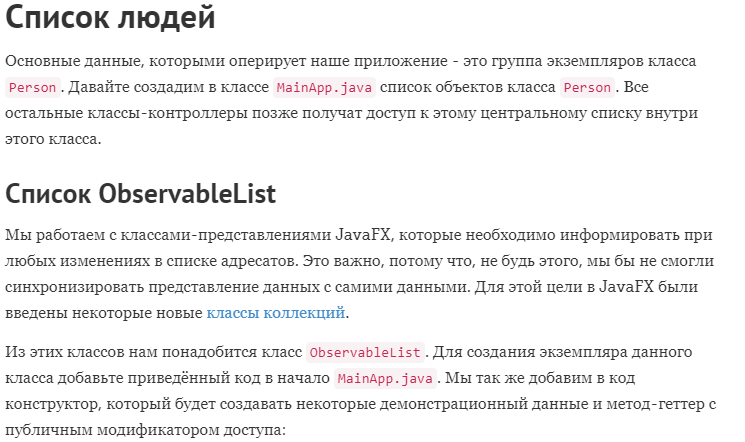 Список людей
Основные данные, которыми оперирует наше приложение - это группа экземпляров класса
Person. Давайте создадим в классе MainApp.java список объектов класса Person. Все
остальные классы-контроллеры позже получат доступ к этому центральному списку внутри
этого класса.
Список ObservableList
Мы работаем с классами-представлениями JavaFX, которые необходимо информировать при
любых изменениях в списке адресатов. Это важно, потому что, не будь этого, мы бы не смогли
синхронизировать представление данных с самими данными. Для этой цели в JavaFX были
введены некоторые новые классы коллекций.
Из этих классов нам понадобится класс ObservableList. Для создания экземпляра данного
класса добавьте приведённый код в начало MainApp.java. Мы так же добавим в код
конструктор, который будет создавать некоторые демонстрационный данные и метод-геттер с
публичным модификатором доступа: